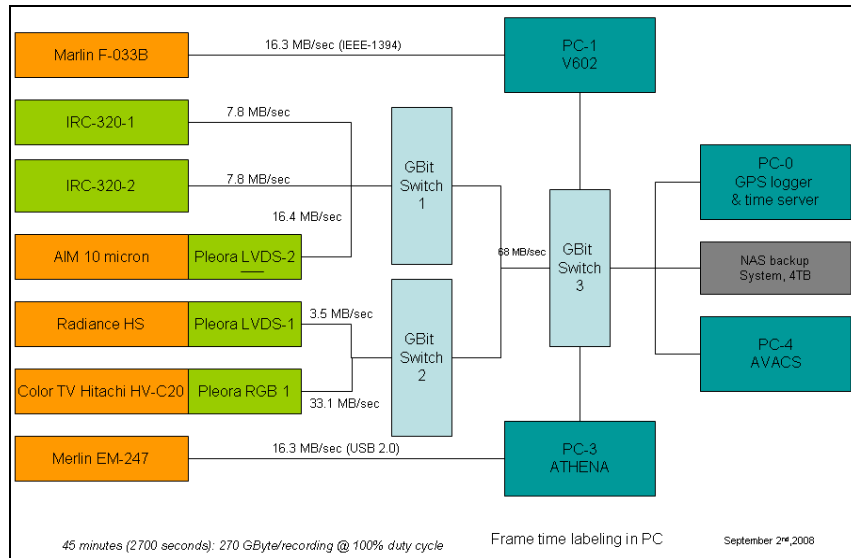 Marlin F-033B
16.3 MB/sec (IEEE-1394)
PC-1
V602
IRC-320-1
7.8 MB/sec
IRC-320-2
7.8 MB/sec
16.4 MB/sec
GBit
Switch
1
AIM 10 micron
Pleora LVDS-2
Radiance HS
Pleora LVDS-1
3.5 MB/sec
Color TV Hitachi HV-C20
Pleora RGB 1
33.1 MB/sec
GBit
Switch
2
68 MB/sec
GBit
Switch
3
PC-0
GPS logger
& time server
NAS backup
System, 4TB
PC-4
AVACS
Merlin EM-247
16.3 MB/sec (USB 2.0)
PC-3
ATHENA
45 minutes (2700 seconds): 270 GByte/recording @ 100% duty cycle
Frame time labeling in PC
September 2nd,2008